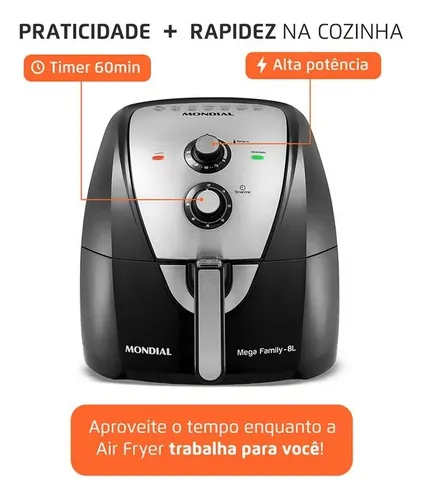 PRATICIDADE + RAPIDEZ NA COZINHA
Timer 60min
Alta potência
MONDIAL
MONDIAL
Mega Family - 8L
Aproveite o tempo enquanto a
Air Fryer trabalha para você!